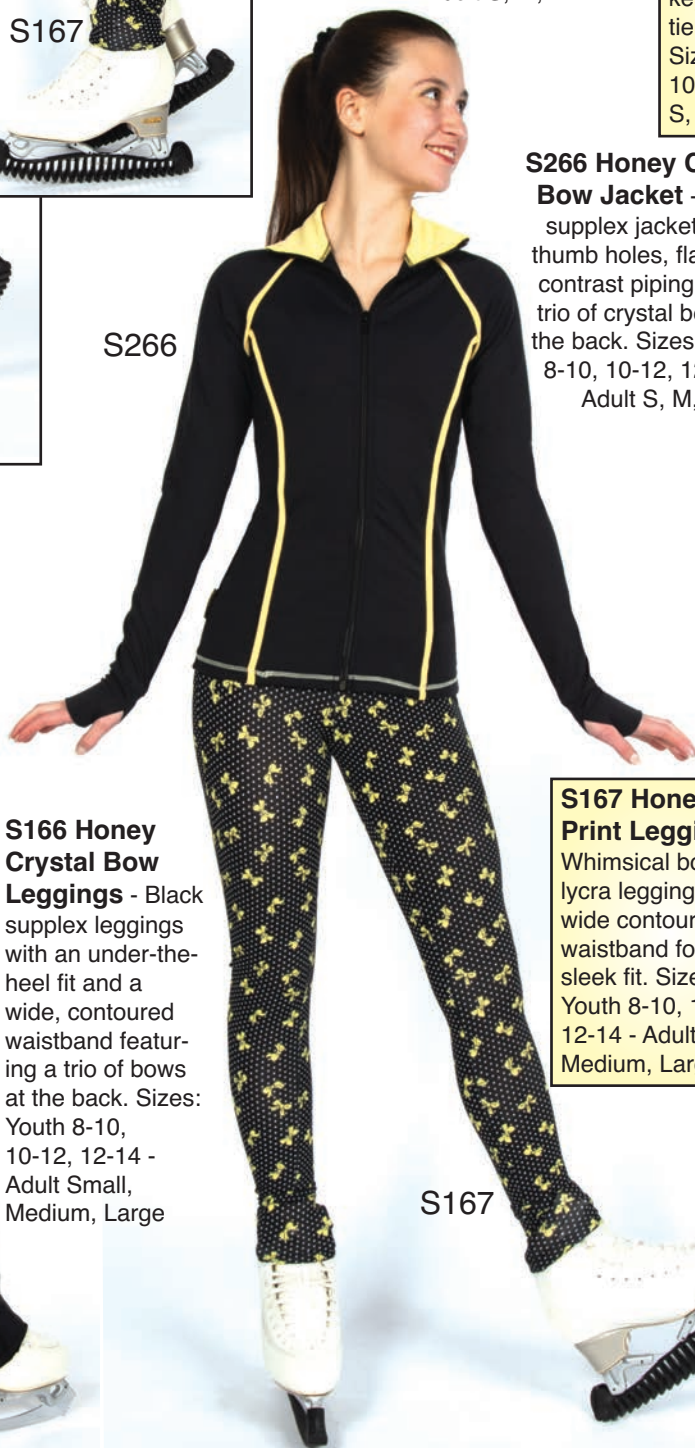 S167
tie
S,
S266 Honey
Bow Jacket -
supplex jacket
thumb holes,
contrast piping
trio of crystal
the back. Sizes
8-10, 10-12,
Adult S, M,
S266
S166 Honey
Crystal Bow
Leggings - Black
supplex leggings
with an under-the-
heel fit and a
wide, contoured
waistband featur-
ing a trio of bows
at the back. Sizes:
Youth 8-10,
10-12, 12-14 -
Adult Small,
Medium, Large
S167 Hone
Print Leggi
Whimsical bo
lycra legging
wide contour
waistband fo
sleek fit. Size
Youth 8-10,
12-14 - Adult
Medium, Lar
S167